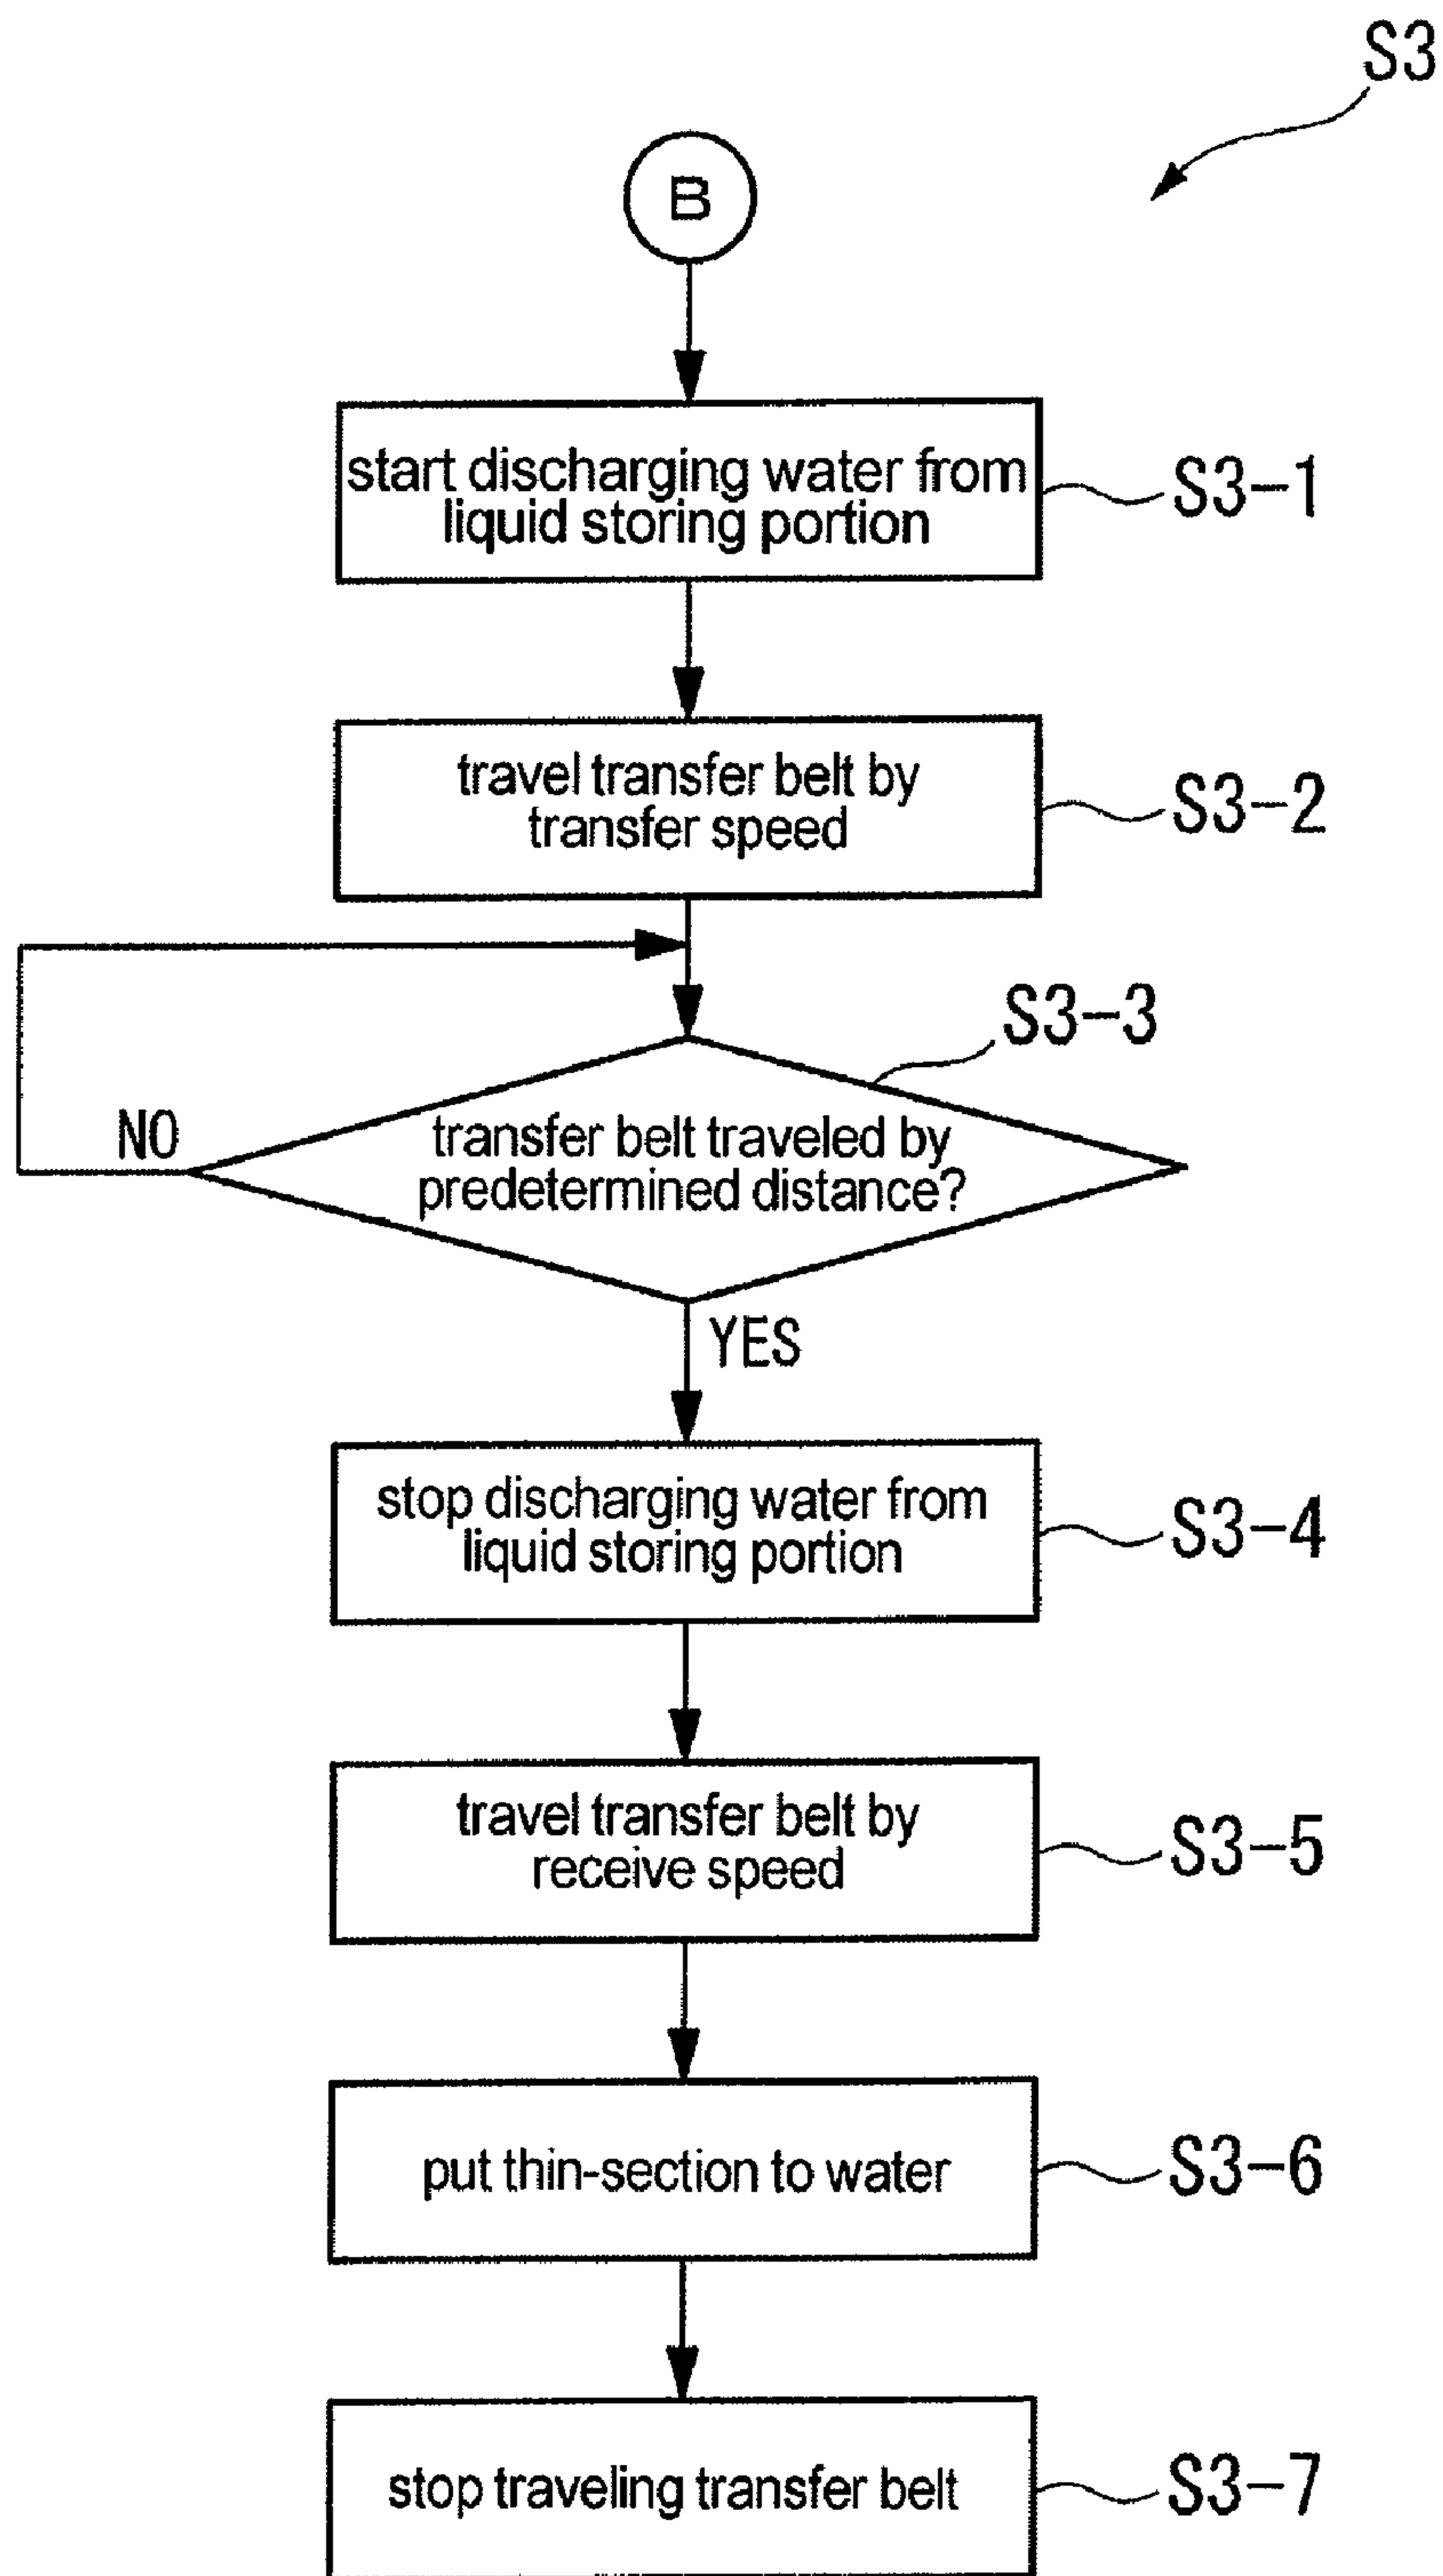 S3
B
start discharging water from
liquid storing portion
S3-1
travel transfer belt by
transfer speed
S3-2
S3-3
NO
transfer belt traveled by
predetermined distance?
YES
stop discharging water from
liquid storing portion
S3-4
travel transfer belt by
receive speed
S3-5
put thin-section to water
S3-6
stop traveling transfer belt
S3-7